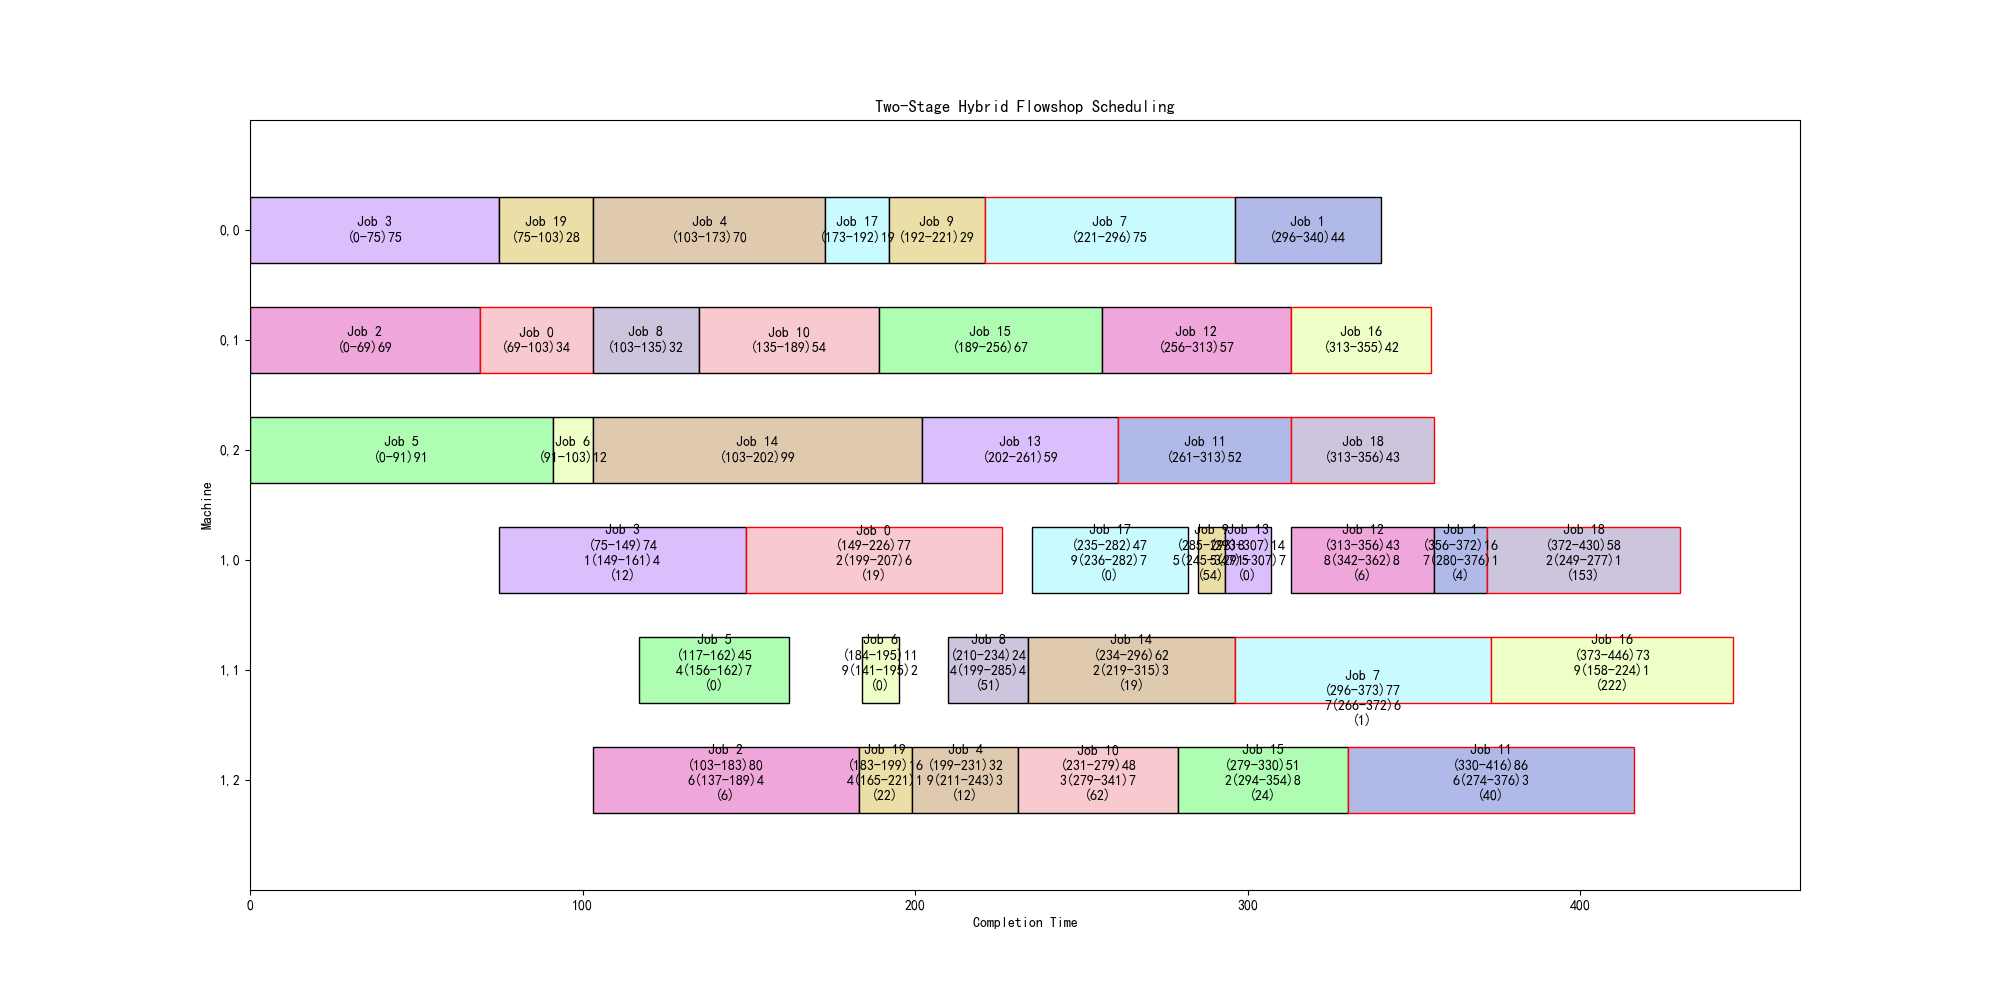 Two-Stage Hybrid Flowshop Scheduling
0,0
Job 3
(0-75)75
Job 19
(75-103)28
Job 4
(103-173)70
Job 17
(173-192)19
Job 9
(192-221)29
Job 7
(221-296)75
Job 1
(296-340)44
0,1
Job 2
(0-69)69
Job 0
(69-103)34
Job 8
(103-135)32
Job 10
(135-189)54
Job 15
(189-256)67
Job 12
(256-313)57
Job 16
(313-355)42
0,2
Job 5
(0-91)91
Job 6
(91-103)12
Job 14
(103-202)99
Job 13
(202-261)59
Job 11
(261-313)52
Job 18
(313-356)43
Machine
1,0
Job 3
(75-149)74
1(149-161)4
(12)
Job 0
(149-226)77
2(199-207)6
(19)
Job 17
(235-282)47
9(236-282)7
(0)
Job 9
(54)
Job 13
(0)
Job 12
(313-356)43
8(342-362)8
(6)
Job 1
(356-372)16
7(280-376)1
(4)
Job 18
(372-430)58
2(249-277)1
(153)
1,1
Job 5
(117-162)45
4(156-162)7
(0)
Job 6
(184-195)11
9(141-195)2
(0)
Job 8
(210-234)24
4(199-285)4
(51)
Job 14
(234-296)62
2(219-315)3
(19)
Job 7
(296-373)77
7(266-372)6
(1)
Job 16
(373-446)73
9(158-224)1
(222)
1,2
Job 2
(103-183)80
6(137-189)4
(6)
Job 19
(183-199)16
4(165-221)1
(22)
Job 4
(199-231)32
9(211-243)3
(12)
Job 10
(231-279)48
3(279-341)7
(62)
Job 15
(279-330)51
2(294-354)8
(24)
Job 11
(330-416)86
6(274-376)3
(40)
0
100
200
300
400
Completion Time